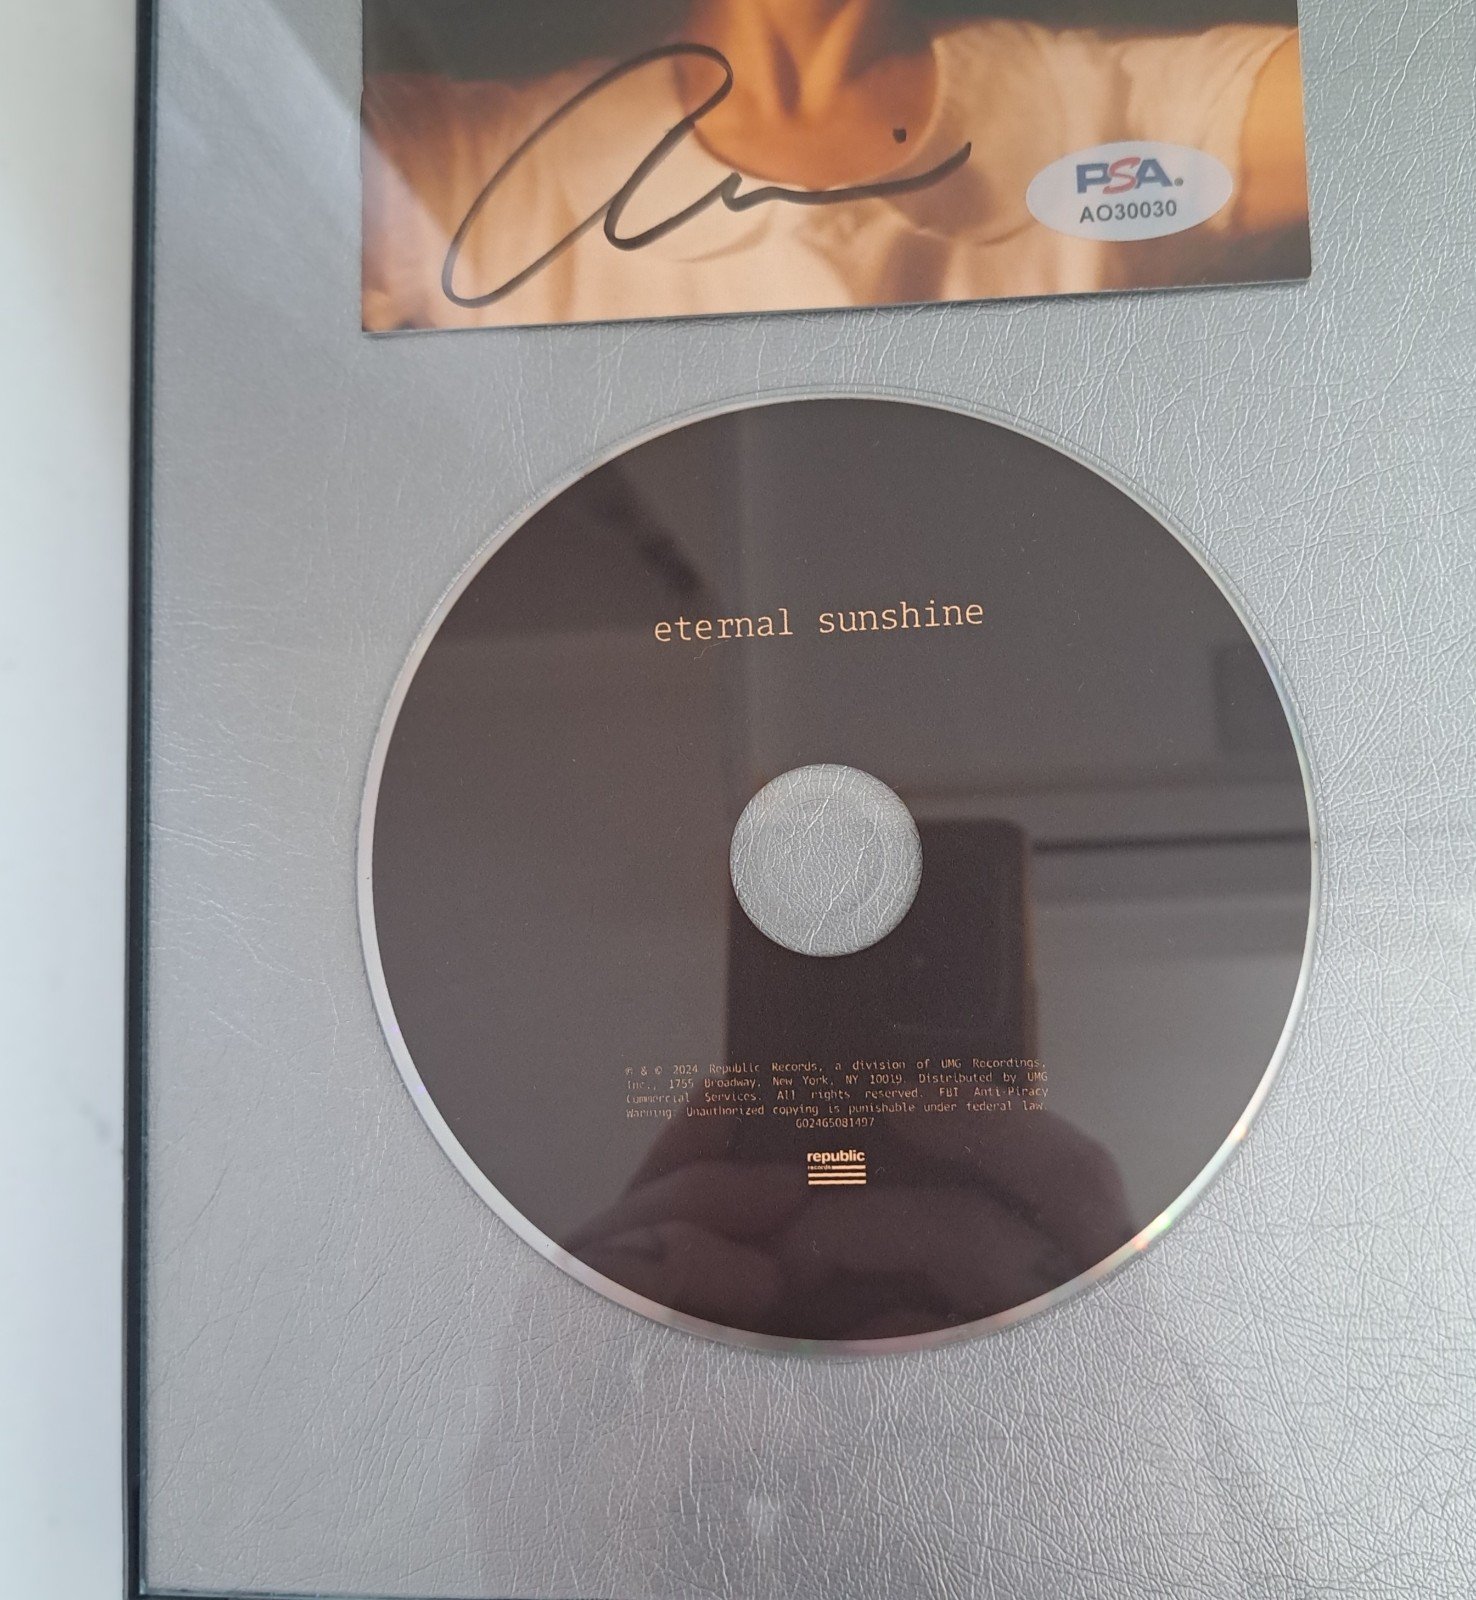 PSA.
AO30030
eternal sunshine
℗ & © 2024 Republic Records, a division of UMG Recordings,
Inc., 1755 Broadway, New York, NY 10019. Distributed by UMG
Commercial Services. All rights reserved. FBI Anti-Piracy
Warning: Unauthorized copying is punishable under federal law.
G024G5081497
republic
records